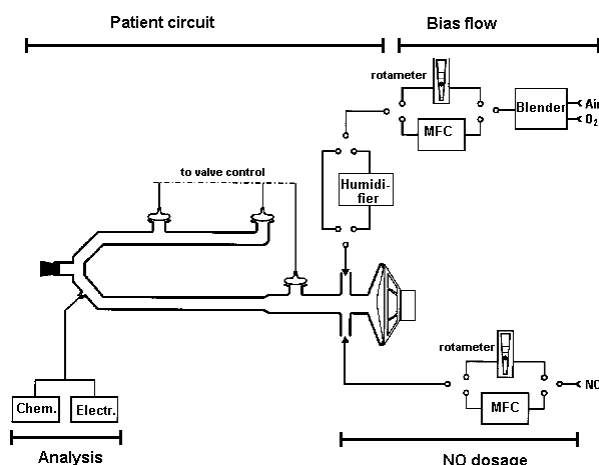 Patient circuit
Bias flow
rotameter
Blender
Air
O2
MFC
to valve control
Humidi-
fier
rotameter
NO
MFC
Chem.
Electr.
Analysis
NO dosage